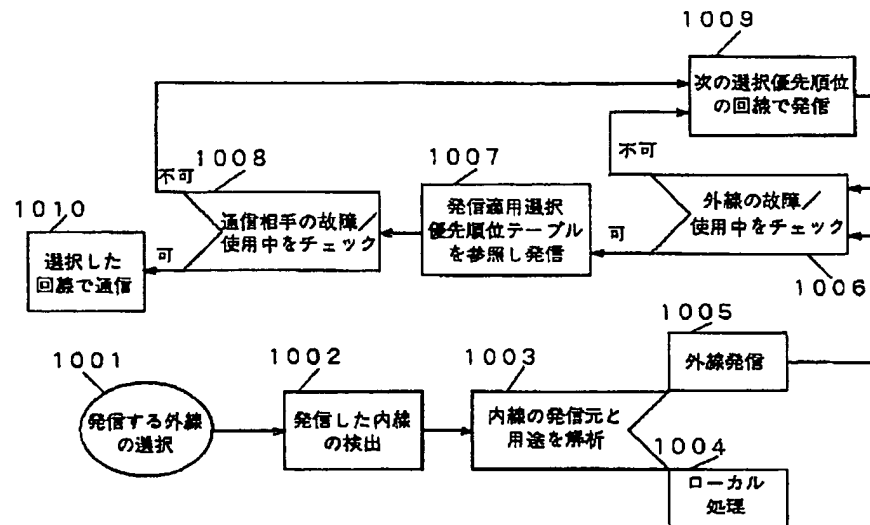 1009
次の選択優先順位
の回線で発信
不可
1008
通信相手の故障/
使用中をチェック
可
1007
発信適用選択
優先順位テーブル
を参照し発信
不可
可
外線の故障/
使用中をチェック
1006
1010
選択した
回線で通信
1001
発信する外線
の選択
1002
発信した内線
の検出
1003
内線の発信元と
用途を解析
1005
外線発信
1004
ローカル
処理